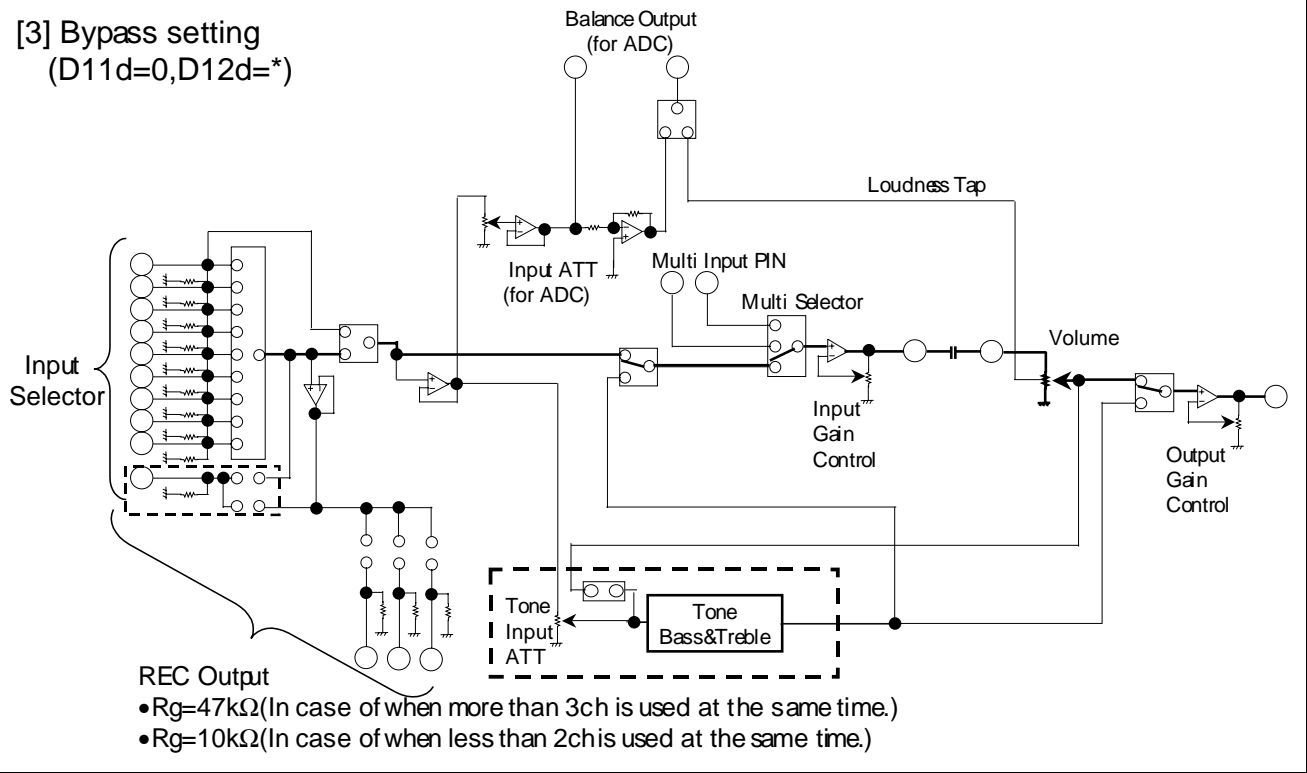 [3] Bypass setting
(D11d=0,D12d=*)
Balance Output
(for ADC)
Loudness Tap
Input ATT
(for ADC)
Multi Input PIN
Multi Selector
Volume
Input
Selector
Input
Gain
Control
Output
Gain
Control
Tone
Input
ATT
Tone
Bass&Treble
REC Output
•Rg=47kΩ(In case of when more than 3ch is used at the same time.)
•Rg=10kΩ(In case of when less than 2ch is used at the same time.)